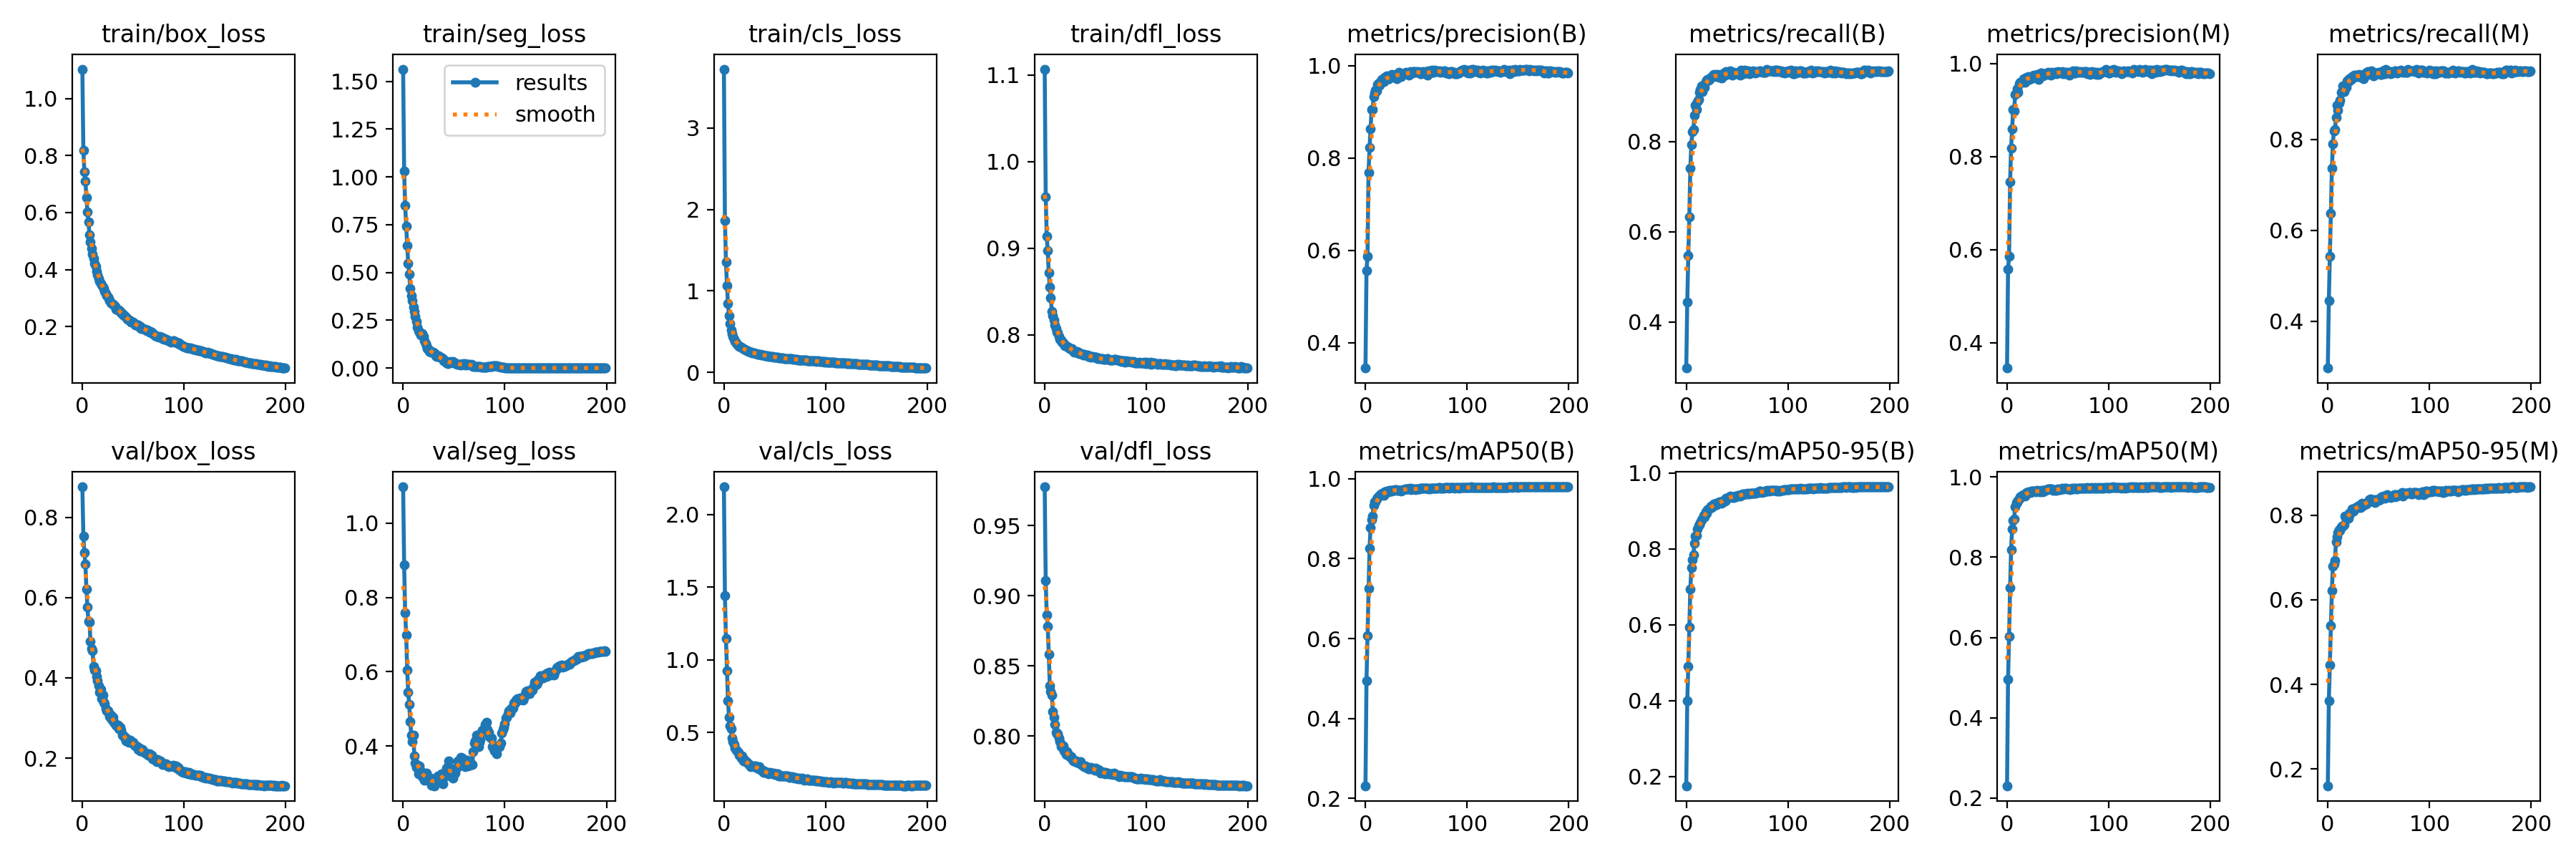 train/box_loss
1.0
0.8
0.6
0.4
0.2
0 100 200
train/seg_loss
results
smooth
1.50
1.25
1.00
0.75
0.50
0.25
0.00
0 100 200
train/cls_loss
3
2
1
0
0 100 200
train/dfl_loss
1.1
1.0
0.9
0.8
0 100 200
metrics/precision(B)
1.0
0.8
0.6
0.4
0 100 200
metrics/recall(B)
0.8
0.6
0.4
0 100 200
metrics/precision(M)
1.0
0.8
0.6
0.4
0 100 200
metrics/recall(M)
0.8
0.6
0.4
0 100 200
val/box_loss
0.8
0.6
0.4
0.2
0 100 200
val/seg_loss
1.0
0.8
0.6
0.4
0 100 200
val/cls_loss
2.0
1.5
1.0
0.5
0 100 200
val/dfl_loss
0.95
0.90
0.85
0.80
0 100 200
metrics/mAP50(B)
1.0
0.8
0.6
0.4
0.2
0 100 200
metrics/mAP50-95(B)
1.0
0.8
0.6
0.4
0.2
0 100 200
metrics/mAP50(M)
1.0
0.8
0.6
0.4
0.2
0 100 200
metrics/mAP50-95(M)
0.8
0.6
0.4
0.2
0 100 200